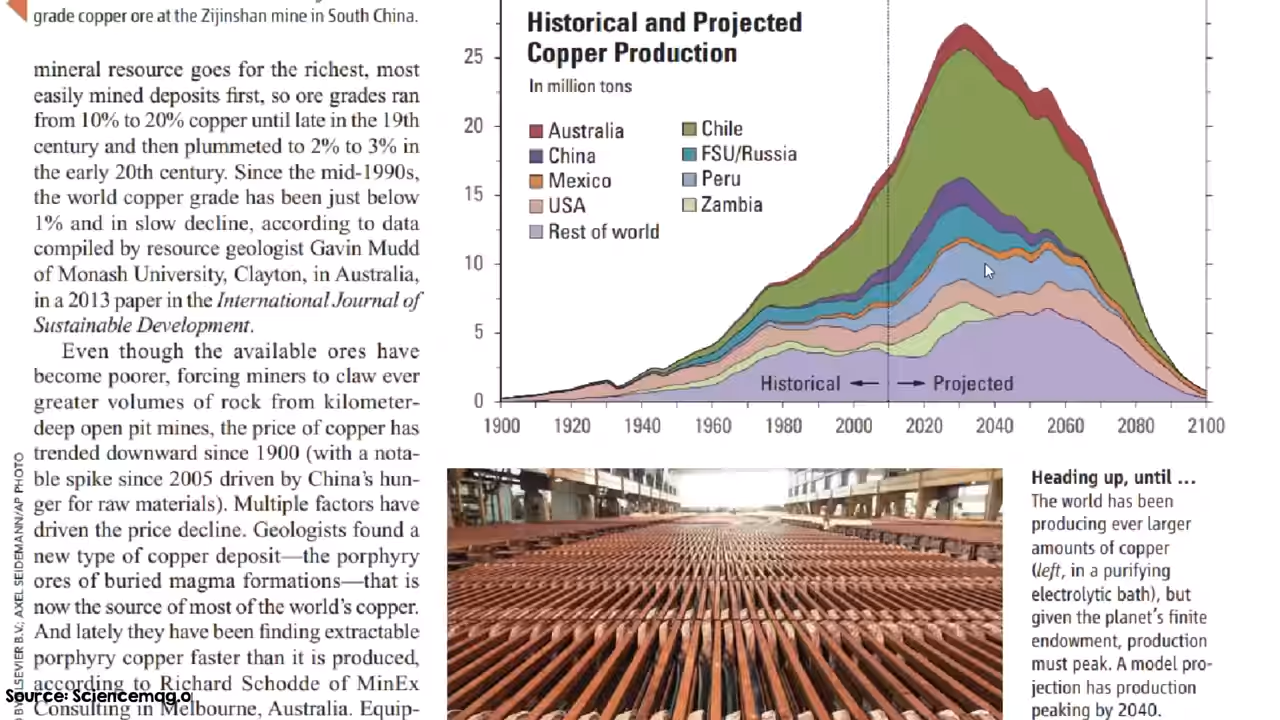 grade copper ore at the Zijinshan mine in South China.
mineral resource goes for the richest, most
easily mined deposits first, so ore grades ran
from 10% to 20% copper until late in the 19th
century and then plummeted to 2% to 3% in
the early 20th century. Since the mid-1990s,
the world copper grade has been just below
1% and in slow decline, according to data
compiled by resource geologist Gavin Mudd
of Monash University, Clayton, in Australia,
in a 2013 paper in the International Journal of
Sustainable Development.
Even though the available ores have
become poorer, forcing miners to claw ever
greater volumes of rock from kilometer-
deep open pit mines, the price of copper has
trended downward since 1900 (with a nota-
ble spike since 2005 driven by China's hun-
ger for raw materials). Multiple factors have
driven the price decline. Geologists found a
new type of copper deposit—the porphyry
ores of buried magma formations—that is
now the source of most of the world's copper.
And lately they have been finding extractable
porphyry copper faster than it is produced,
according to Richard Schodde of MinEx
Consulting in Melbourne, Australia. Equip-
Source: Sciencemag.o
BY ELSEVIER B.V.; AXEL SEIDEMANN/AP PHOTO
Historical and Projected
Copper Production
In million tons
Australia
China
Mexico
USA
Rest of world
Chile
FSU/Russia
Peru
Zambia
25
20
15
10
5
0
Historical
Projected
1900 1920 1940 1960 1980 2000 2020 2040 2060 2080 2100
Heading up, until ...
The world has been
producing ever larger
amounts of copper
(left, in a purifying
electrolytic bath), but
given the planet's finite
endowment, production
must peak. A model pro-
jection has production
peaking by 2040.